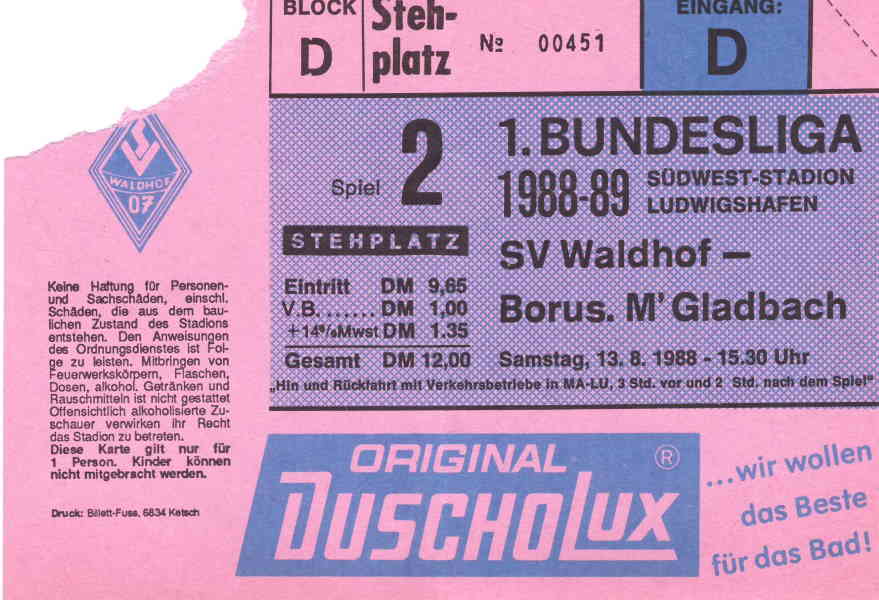 BLOCK
D
Steh-
platz
№ 00451
EINGANG:
D
SV
WALDHOF
07
Spiel 2
STEHPLATZ
Eintritt DM 9,65
V.B. ...... DM 1,00
+14%Mwst DM 1.35
Gesamt DM 12,00
1. BUNDESLIGA
1988-89
SÜDWEST-STADION
LUDWIGSHAFEN
SV Waldhof –
Borus. M' Gladbach
Samstag, 13. 8. 1988 - 15.30 Uhr
„Hin und Rückfahrt mit Verkehrsbetriebe in MA-LU, 3 Std. vor und 2 Std. nach dem Spiel"
Keine Haftung für Personen-
und Sachschäden, einschl.
Schäden, die aus dem bau-
lichen Zustand des Stadions
entstehen. Den Anweisungen
des Ordnungsdienstes ist Fol-
ge zu leisten. Mitbringen von
Feuerwerkskörpern, Flaschen,
Dosen, alkohol. Getränken und
Rauschmitteln ist nicht gestattet
Offensichtlich alkoholisierte Zu-
schauer verwirken ihr Recht
das Stadion zu betreten.
Diese Karte gilt nur für
1 Person. Kinder können
nicht mitgebracht werden.
Druck: Billett-Fuss, 6834 Ketsch
ORIGINAL ®
DUSCHOLUX
...wir wollen
das Beste
für das Bad!